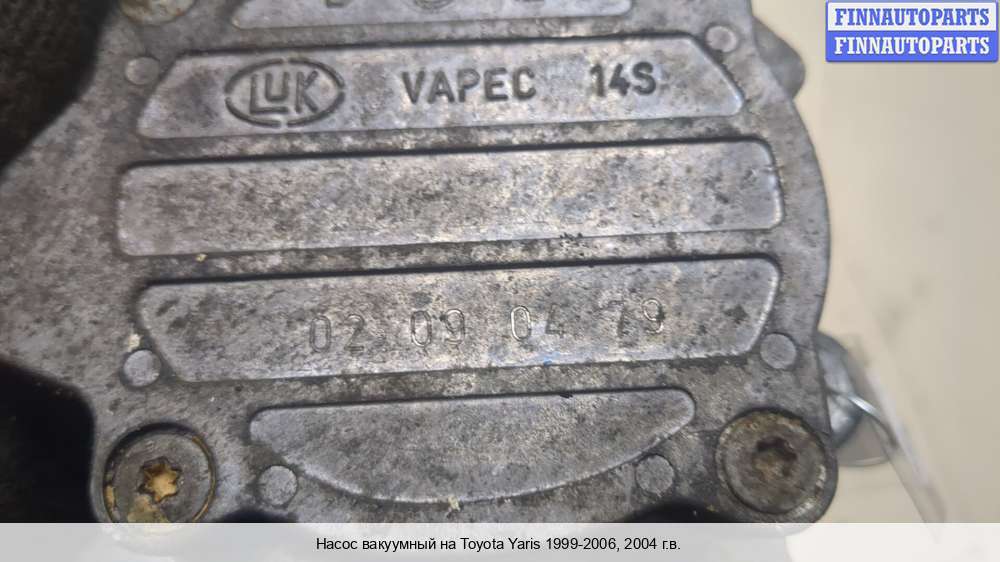 FINNAUTOPARTS
FINNAUTOPARTS
LUK VAPEC 14S
02 09 04 79
Насос вакуумный на Toyota Yaris 1999-2006, 2004 г.в.